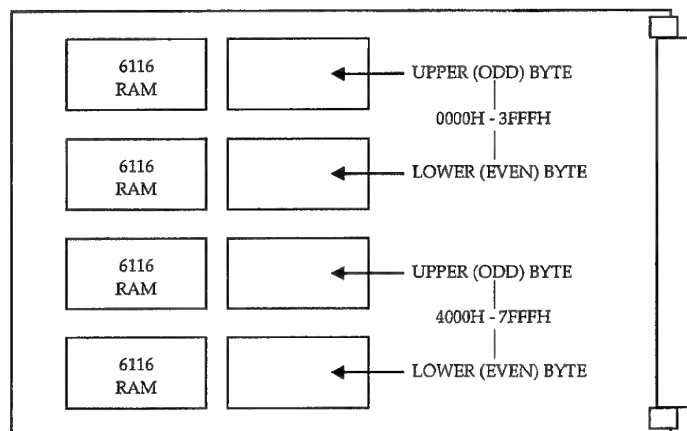 6116
RAM
UPPER (ODD) BYTE
0000H - 3FFFH
6116
RAM
LOWER (EVEN) BYTE
6116
RAM
UPPER (ODD) BYTE
4000H - 7FFFH
6116
RAM
LOWER (EVEN) BYTE